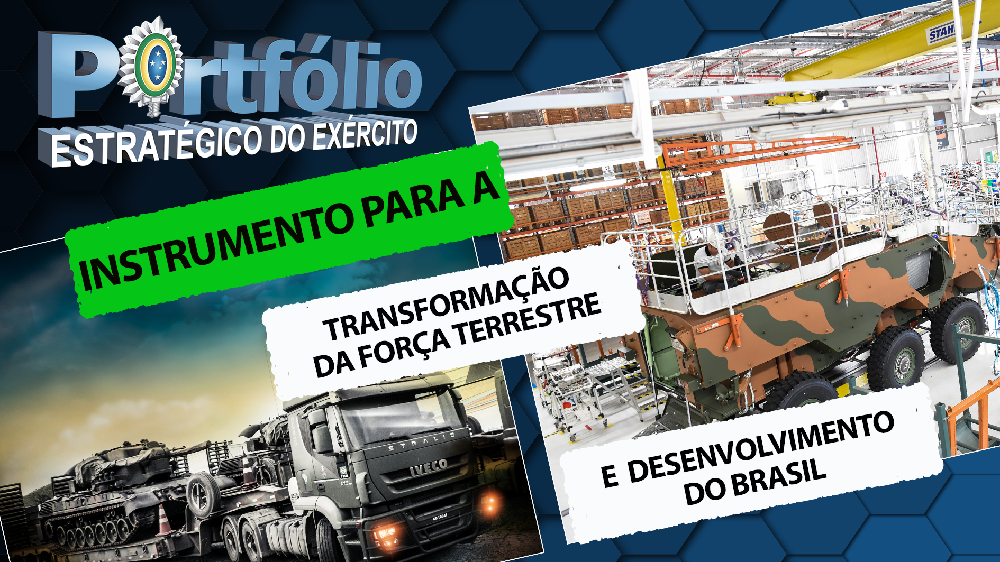 Portfólio
ESTRATÉGICO DO EXÉRCITO
INSTRUMENTO PARA A
TRANSFORMAÇÃO
DA FORÇA TERRESTRE
E DESENVOLVIMENTO
DO BRASIL
STAH
STRALIS
IVECO